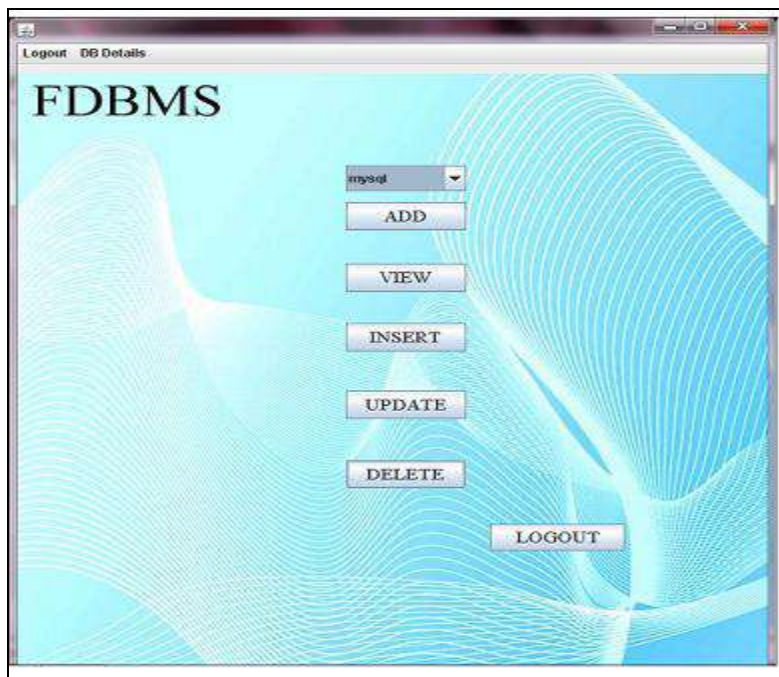 Logout DB Details
FDBMS
mysql
ADD
VIEW
INSERT
UPDATE
DELETE
LOGOUT